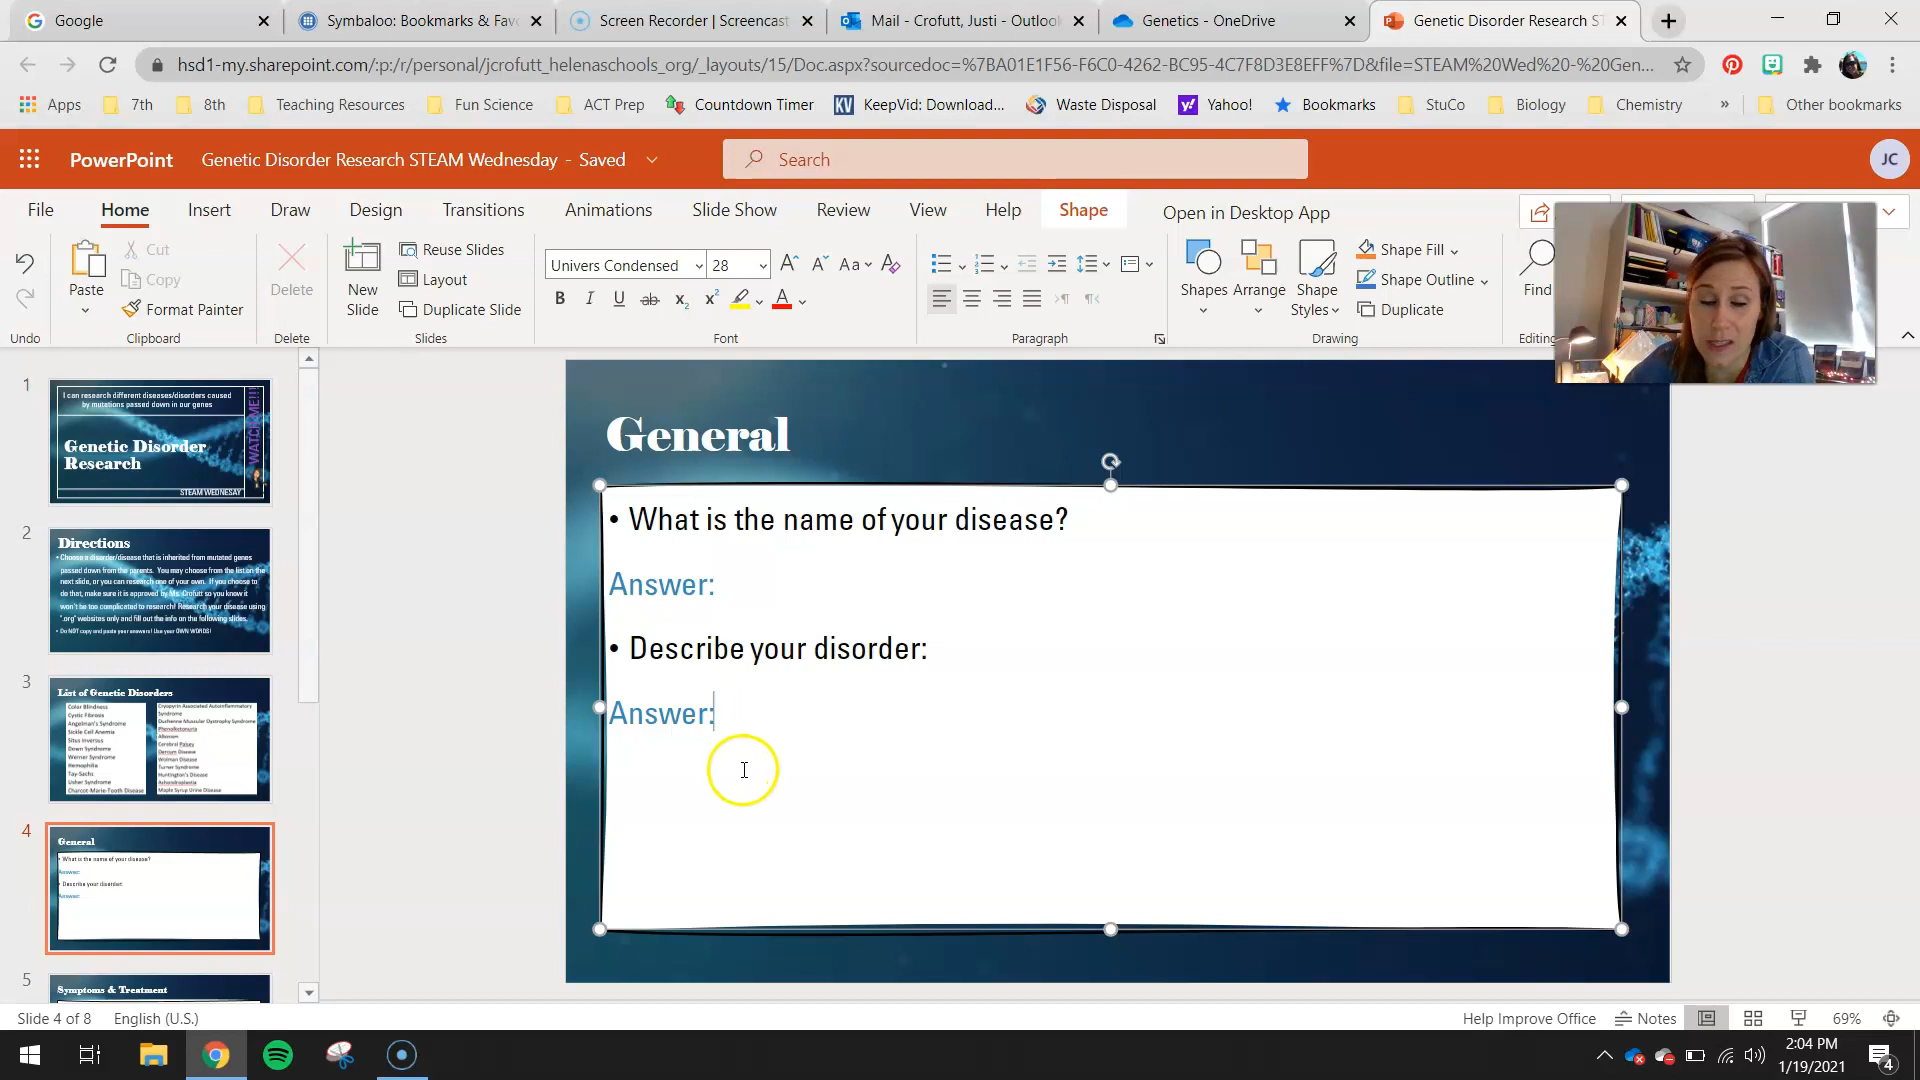 Google
Symbaloo: Bookmarks & Fav
Screen Recorder | Screencast
Mail - Crofutt, Justi - Outlook
Genetics - OneDrive
Genetic Disorder Research ST
hsd1-my.sharepoint.com/:p:/r/personal/jcrofutt_helenaschools_org/_layouts/15/Doc.aspx?sourcedoc=%7BA01E1F56-F6C0-4262-BC95-4C7F8D3E8EFF%7D&file=STEAM%20Wed%20-%20Gen...
Apps
7th
8th
Teaching Resources
Fun Science
ACT Prep
Countdown Timer
KV KeepVid: Download...
Waste Disposal
Yahoo!
Bookmarks
StuCo
Biology
Chemistry
»
Other bookmarks
PowerPoint
Genetic Disorder Research STEAM Wednesday - Saved
Search
JC
File
Home
Insert
Draw
Design
Transitions
Animations
Slide Show
Review
View
Help
Shape
Open in Desktop App
Paste
Cut
Copy
Format Painter
Delete
New Slide
Reuse Slides
Layout
Duplicate Slide
Univers Condensed
28
Shapes
Arrange
Shape Styles
Shape Fill
Shape Outline
Duplicate
Find
Undo
Clipboard
Delete
Slides
Font
Paragraph
Drawing
Editing
1
I can research different diseases/disorders caused
by mutations passed down in our genes
Genetic Disorder
Research
WATCH ME!!!
STEAM WEDNESAY
2
Directions
• Choose a disorder/disease that is inherited from mutated genes
passed down from the parents. You may choose from the list on the
next slide, or you can research one of your own. If you choose to
do that, make sure it is approved by Ms. Crofutt so you know it
won't be too complicated to research! Research your disease using
".org" websites only and fill out the info on the following slides.
• Do NOT copy and paste your answers! Use your OWN WORDS!
3
List of Genetic Disorders
Color Blindness
Cystic Fibrosis
Angelman's Syndrome
Sickle Cell Anemia
Situs Inversus
Down Syndrome
Werner Syndrome
Hemophilia
Tay-Sachs
Usher Syndrome
Charcot-Marie-Tooth Disease
Cryopyrin Associated Autoinflammatory
Syndrome
Duchenne Muscular Dystrophy Syndrome
Phenylketonuria
Albinism
Cerebral Palsey
Dercum Disease
Wolman Disease
Turner Syndrome
Huntington's Disease
Achondroplasia
Maple Syrup Urine Disease
4
General
• What is the name of your disease?
Answer:
• Describe your disorder:
Answer:
5
Symptoms & Treatment
General
• What is the name of your disease?
Answer:
• Describe your disorder:
Answer:
Slide 4 of 8
English (U.S.)
Help Improve Office
Notes
69%
2:04 PM
1/19/2021
4